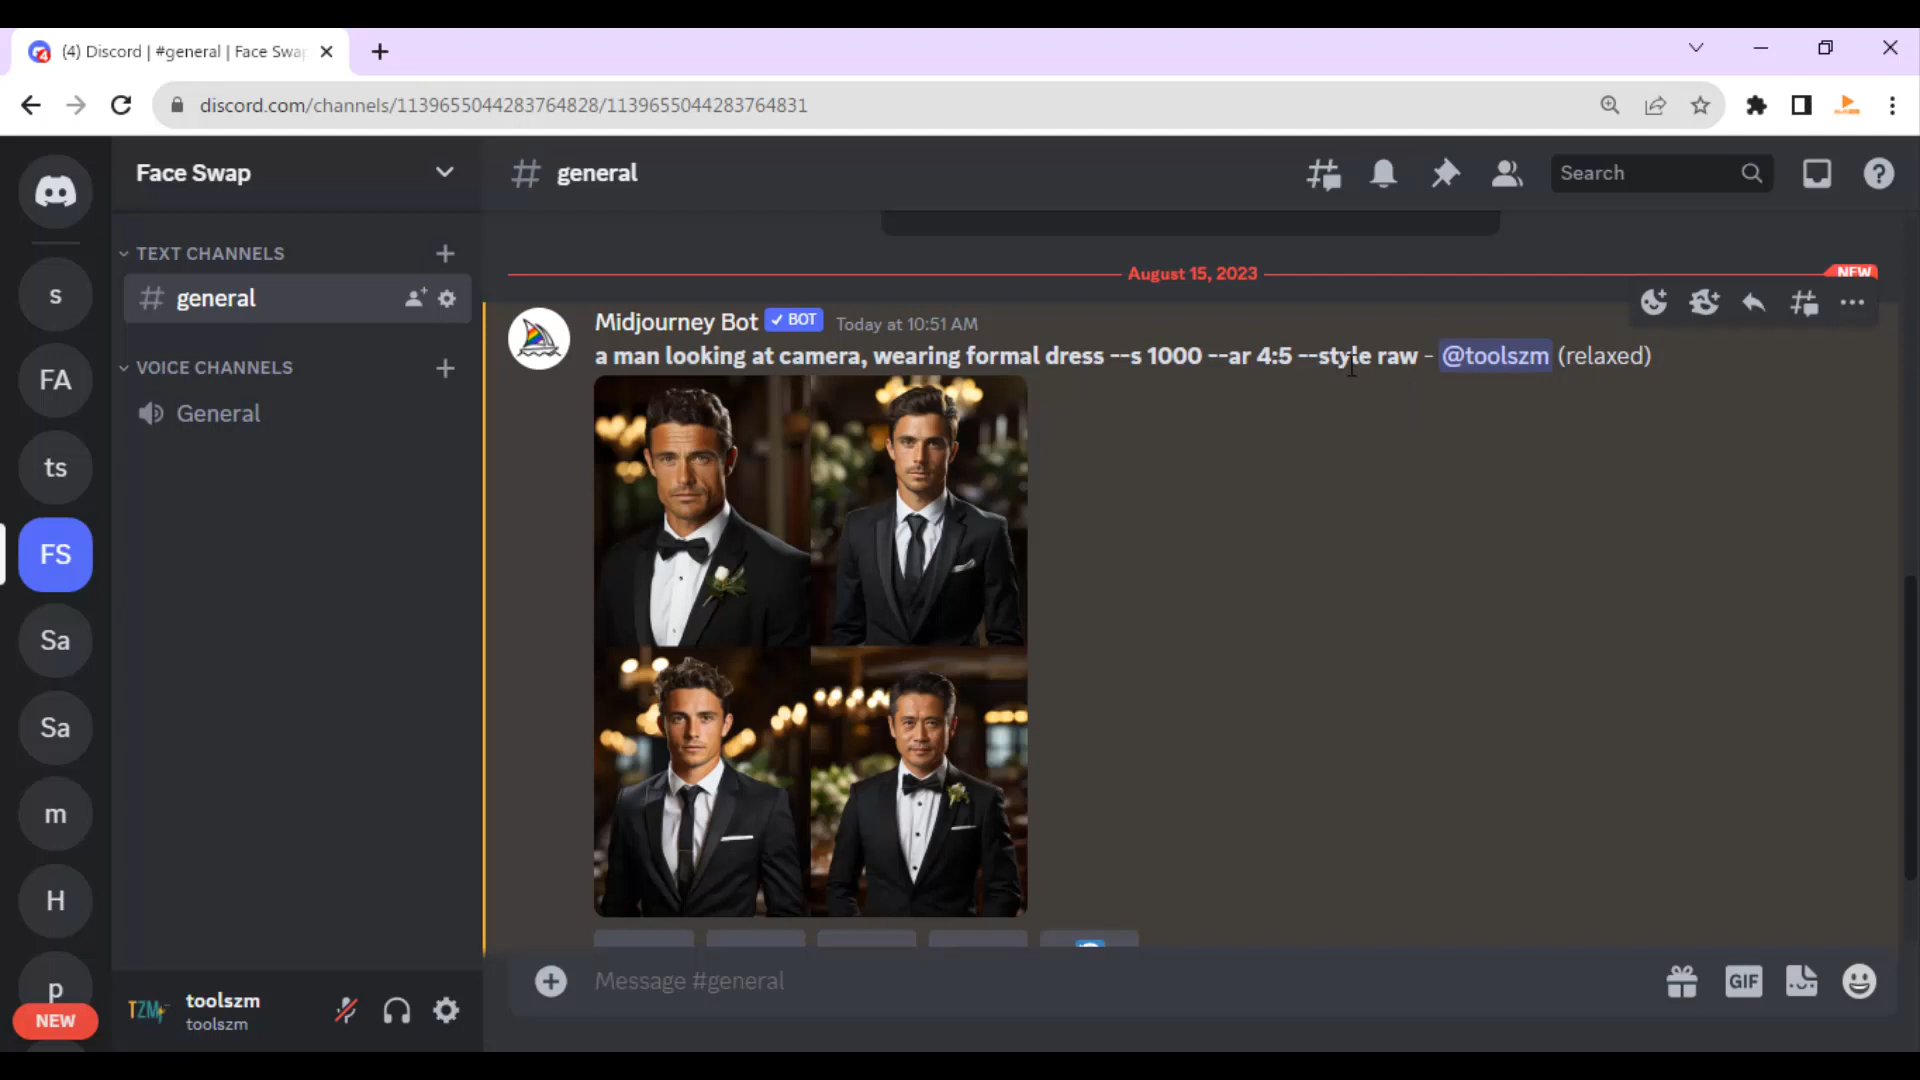 (4) Discord | #general | Face Swap
discord.com/channels/1139655044283764828/1139655044283764831
Face Swap
general
Search
TEXT CHANNELS
general
VOICE CHANNELS
General
s
FA
ts
FS
Sa
Sa
m
H
p
NEW
August 15, 2023
NEW
Midjourney Bot ✓ BOT Today at 10:51 AM
a man looking at camera, wearing formal dress --s 1000 --ar 4:5 --style raw - @toolszm (relaxed)
Message #general
GIF
TZM
toolszm
toolszm